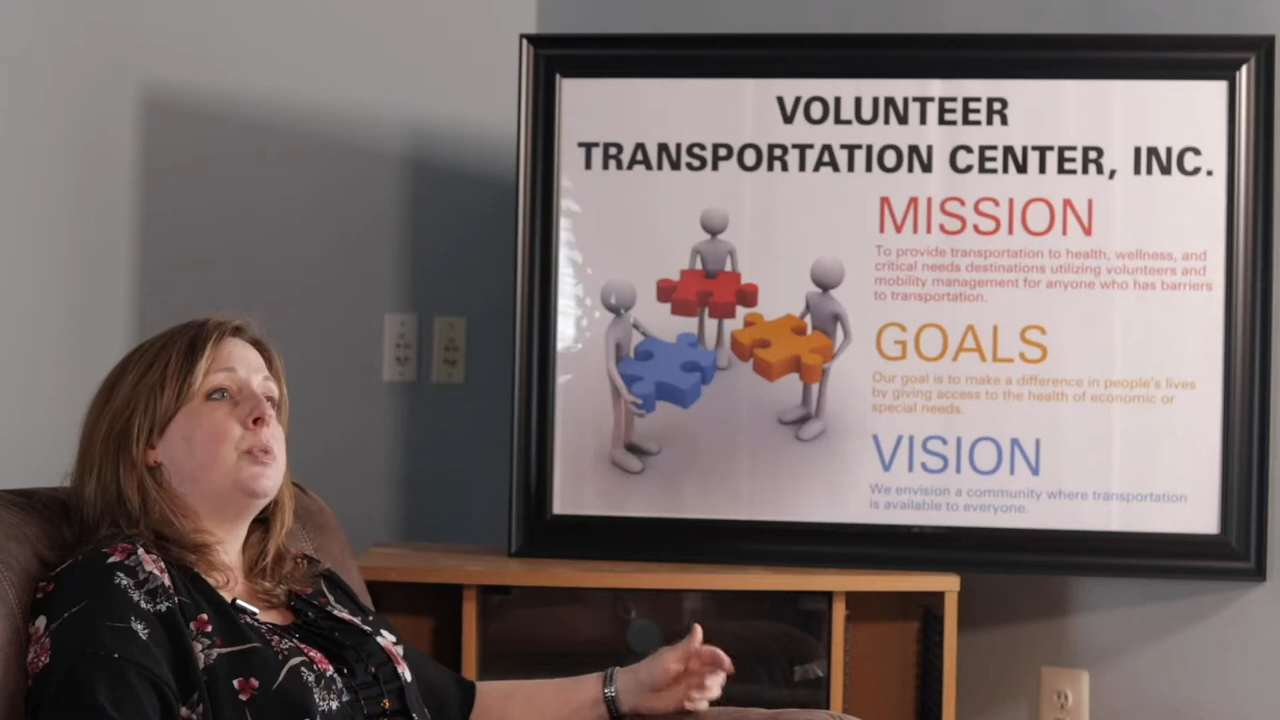 VOLUNTEER
TRANSPORTATION CENTER, INC.
MISSION
To provide transportation to health, wellness, and
critical needs destinations utilizing volunteers and
mobility management for anyone who has barriers
to transportation.
GOALS
Our goal is to make a difference in people's lives
by giving access to the health of economic or
special needs.
VISION
We envision a community where transportation
is available to everyone.